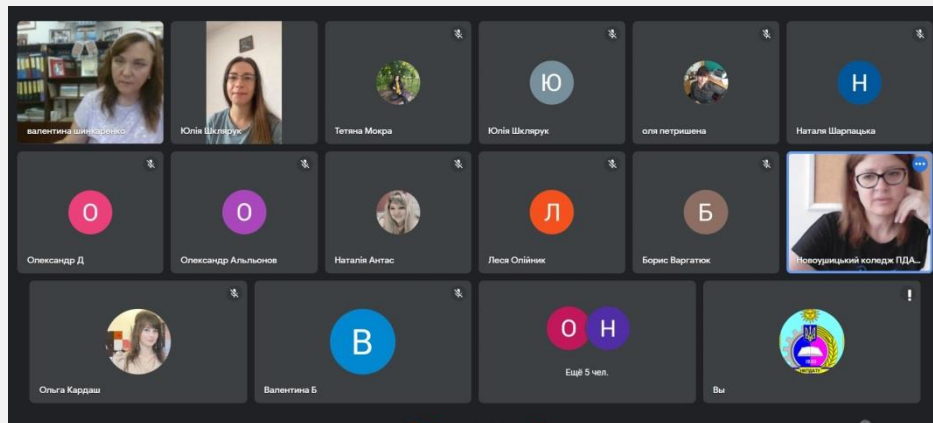 валентина шинкаренко
Юлія Шклярук
Тетяна Мокра
Ю
Юлія Шклярук
оля петришена
Н
Наталя Шарпацька
О
Олександр Д
О
Олександр Альльонов
Наталія Антас
Л
Леся Олійник
Б
Борис Варгатюк
Новоушицький коледж ПДА...
Ольга Кардаш
В
Валентина Б
О Н
Ещё 5 чел.
Вы